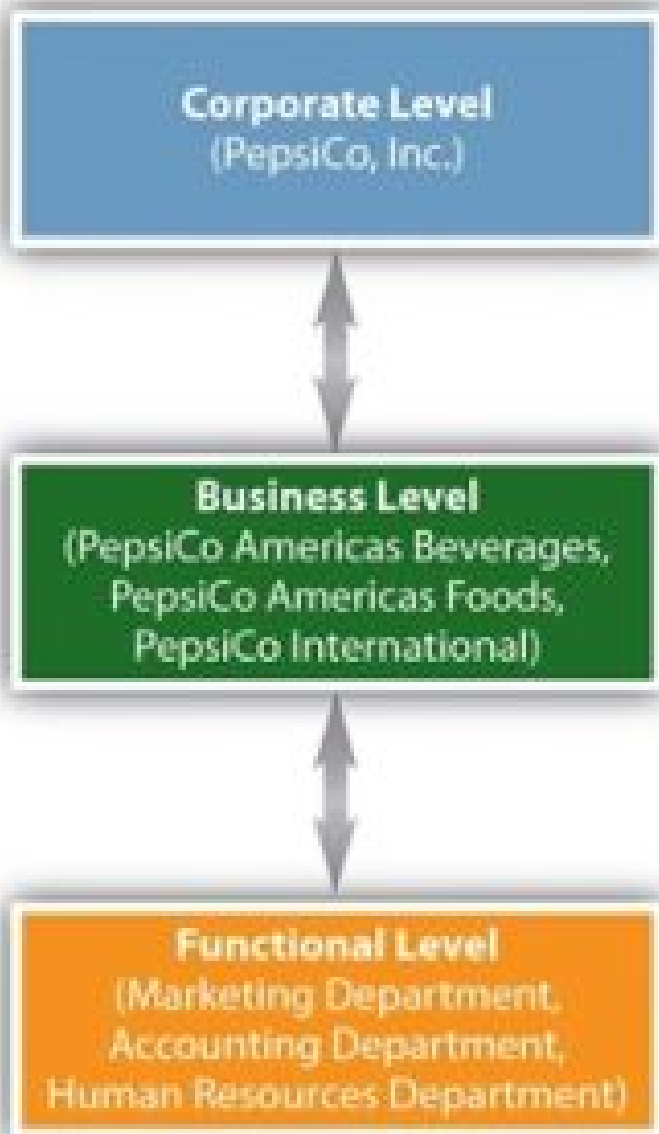 Corporate Level
(PepsiCo, Inc.)
Business Level
(PepsiCo Americas Beverages,
PepsiCo Americas Foods,
PepsiCo International)
Functional Level
(Marketing Department,
Accounting Department,
Human Resources Department)